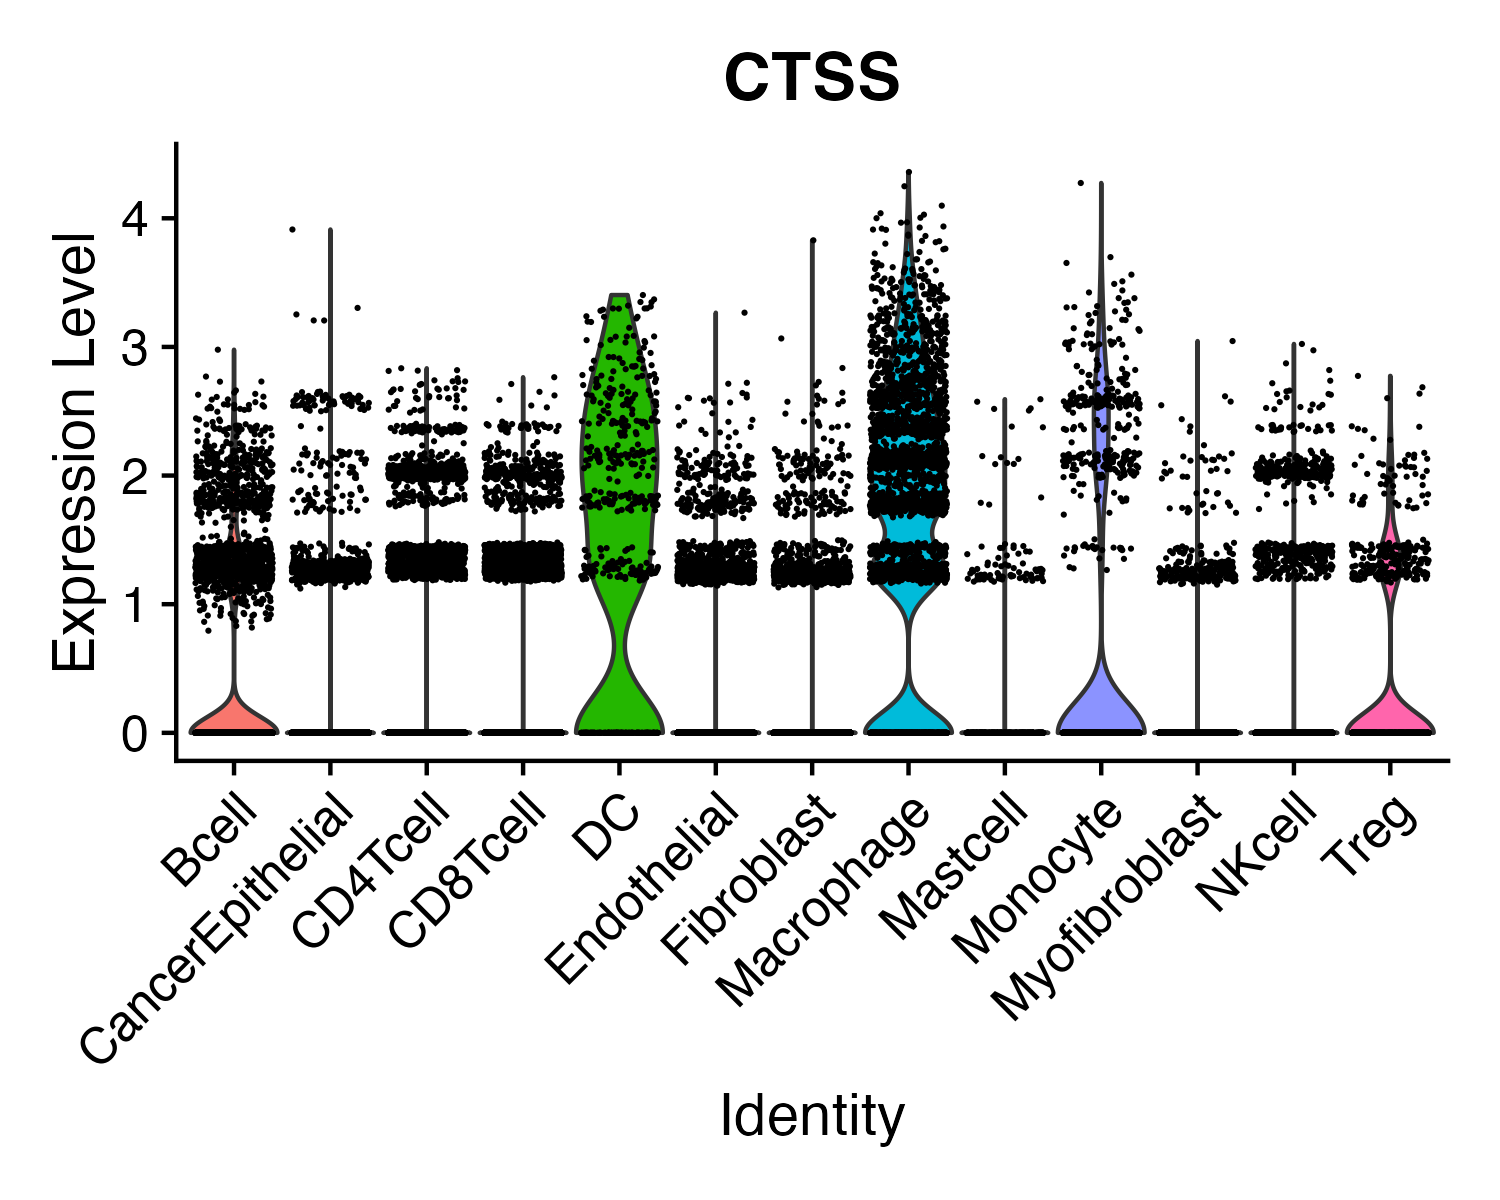 CTSS
Expression Level
4
3
2
1
0
Bcell
CancerEpithelial
CD4Tcell
CD8Tcell
DC
Endothelial
Fibroblast
Macrophage
Mastcell
Monocyte
Myofibroblast
NKcell
Treg
Identity